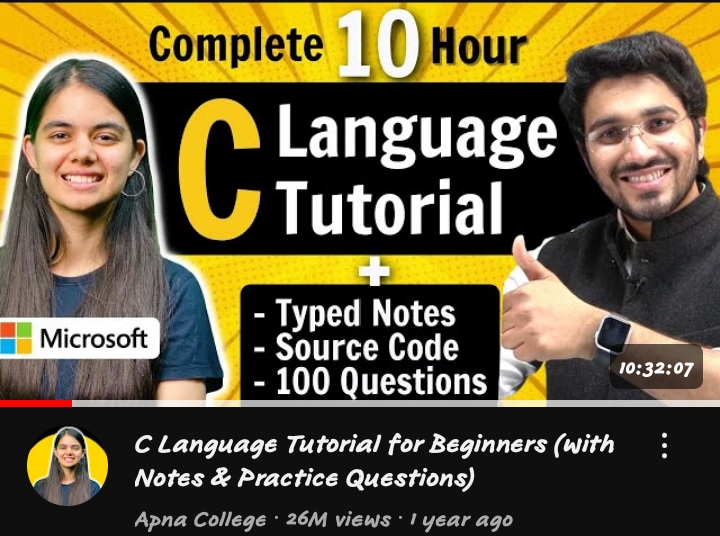 Complete 10 Hour
C Language
Tutorial
+
- Typed Notes
- Source Code
- 100 Questions
Microsoft
10:32:07
C Language Tutorial for Beginners (with
Notes & Practice Questions)
Apna College · 26M views · 1 year ago